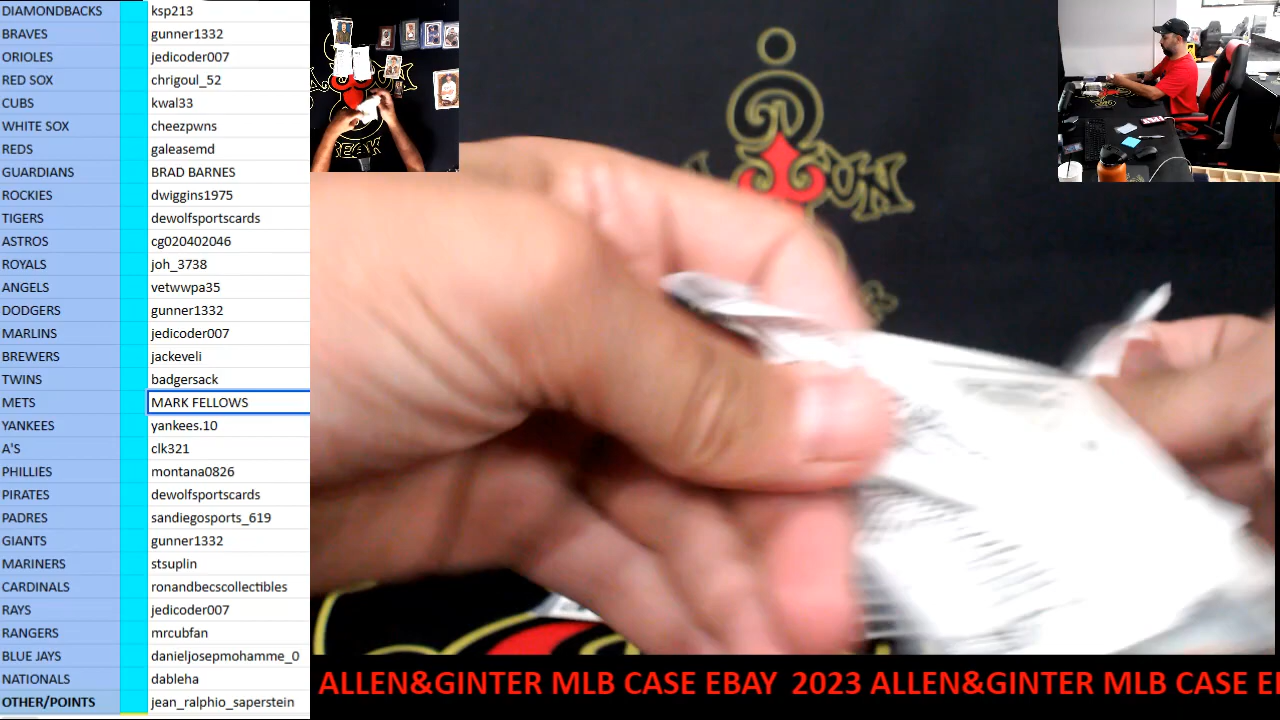 DIAMONDBACKS ksp213
BRAVES gunner1332
ORIOLES jedicoder007
RED SOX chrigoul_52
CUBS kwal33
WHITE SOX cheezpwns
REDS galeasemd
GUARDIANS BRAD BARNES
ROCKIES dwiggins1975
TIGERS dewolfsportscards
ASTROS cg020402046
ROYALS joh_3738
ANGELS vetwwpa35
DODGERS gunner1332
MARLINS jedicoder007
BREWERS jackeveli
TWINS badgersack
METS MARK FELLOWS
YANKEES yankees.10
A'S clk321
PHILLIES montana0826
PIRATES dewolfsportscards
PADRES sandiegosports_619
GIANTS gunner1332
MARINERS stsuplin
CARDINALS ronandbecscollectibles
RAYS jedicoder007
RANGERS mrcubfan
BLUE JAYS danieljosepmohamme_0
NATIONALS dableha
OTHER/POINTS jean_ralphio_saperstein
ALLEN&GINTER MLB CASE EBAY 2023 ALLEN&GINTER MLB CASE